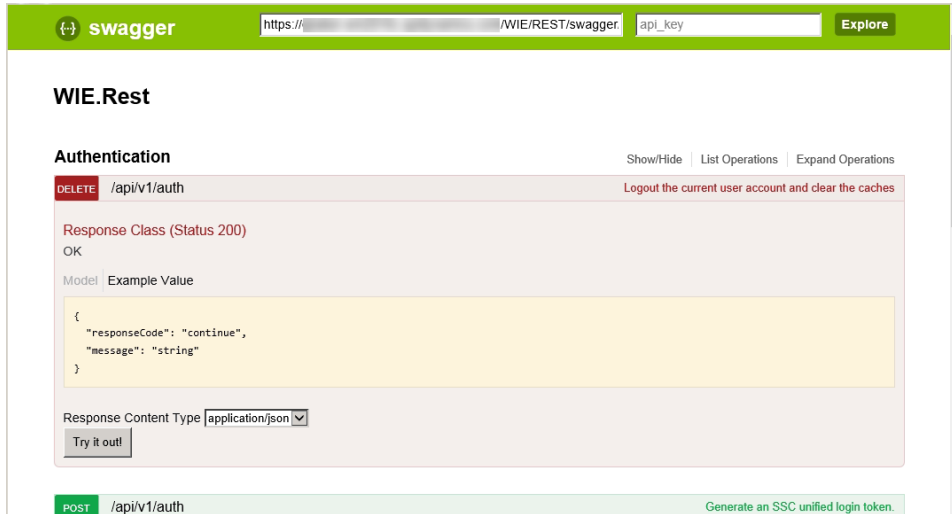 {··} swagger https:// /WIE/REST/swagger. api_key Explore
WIE.Rest
Authentication Show/Hide List Operations Expand Operations
DELETE /api/v1/auth Logout the current user account and clear the caches
Response Class (Status 200)
OK
Model Example Value
{
"responseCode": "continue",
"message": "string"
}
Response Content Type application/json
Try it out!
POST /api/v1/auth Generate an SSC unified login token.